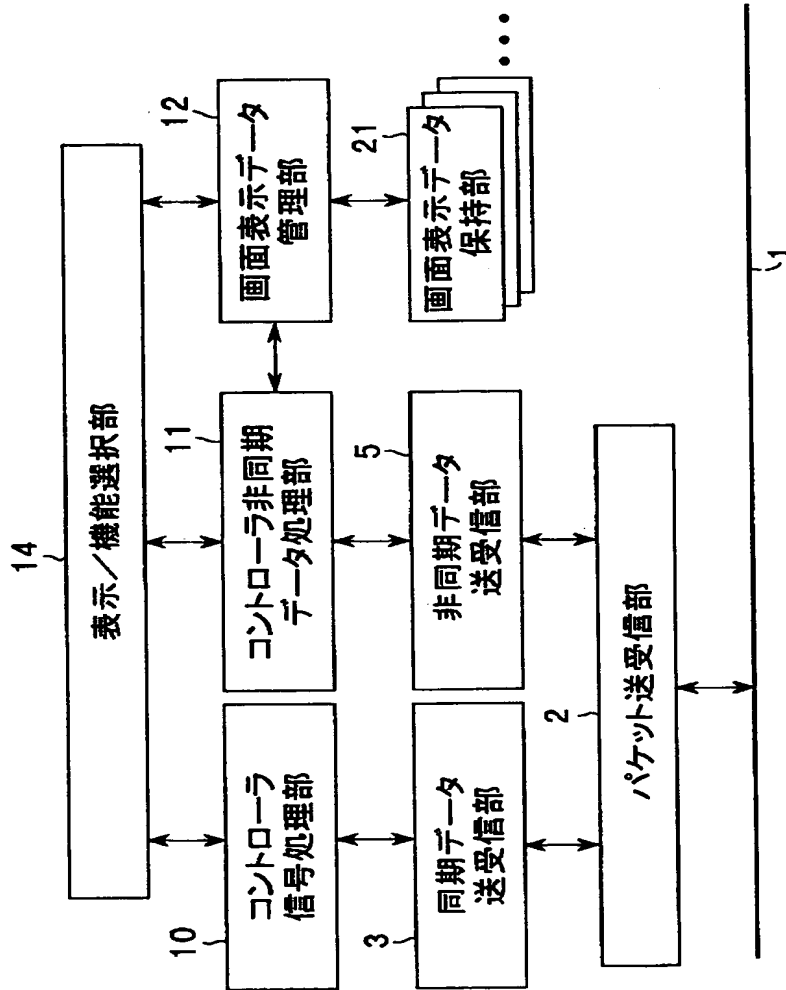 14
表示／機能選択部
10
コントローラ
信号処理部
11
コントローラ非同期
データ処理部
12
画面表示データ
管理部
3
同期データ
送受信部
5
非同期データ
送受信部
21
画面表示データ
保持部
2
パケット送受信部
1